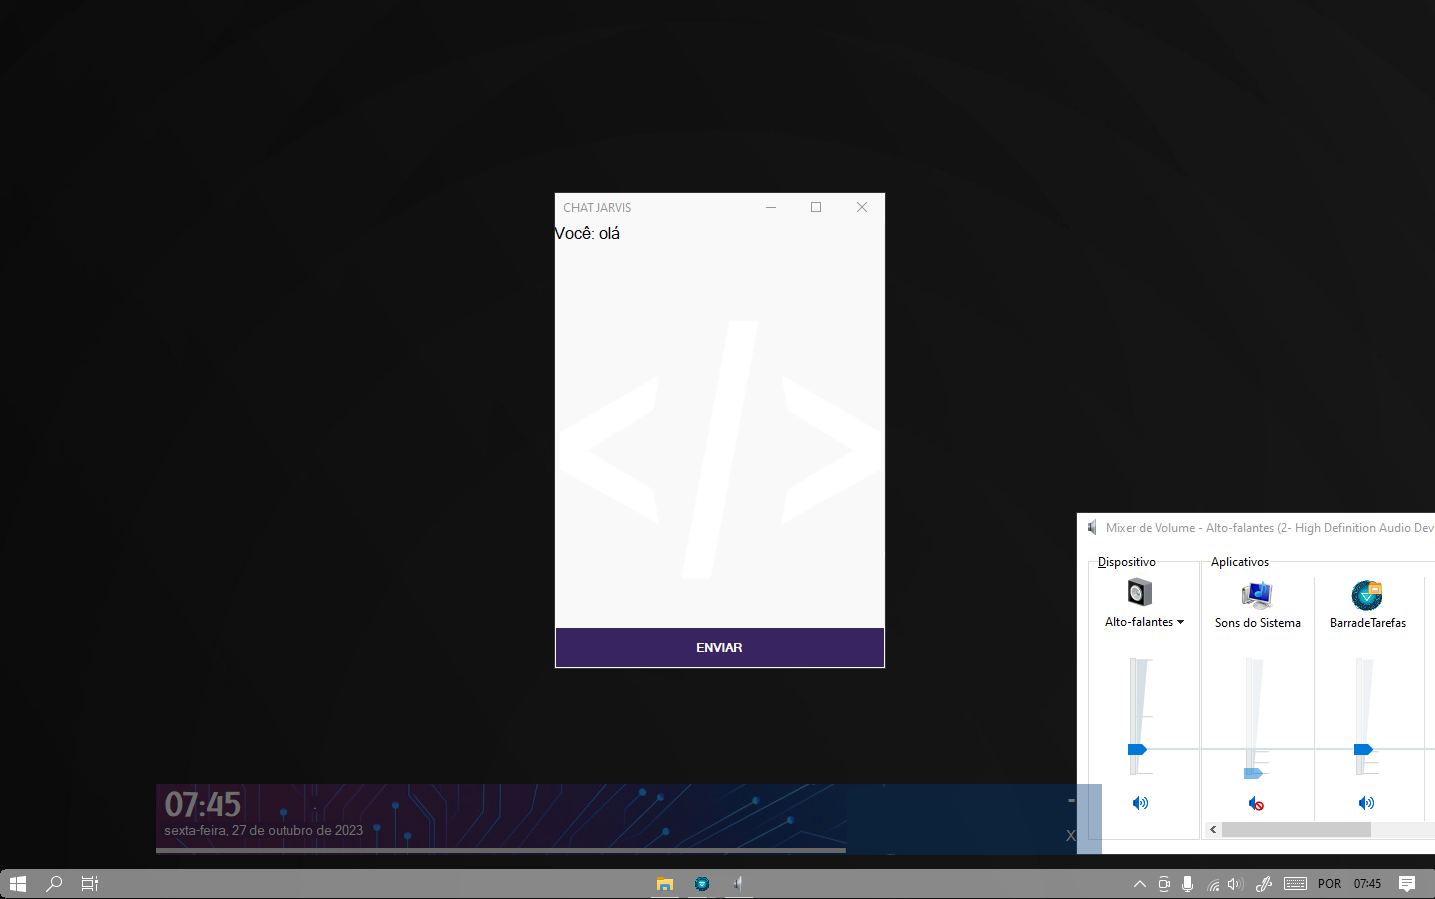 CHAT JARVIS
Você: olá
</>
ENVIAR
Mixer de Volume - Alto-falantes (2- High Definition Audio Dev
Dispositivo
Aplicativos
Alto-falantes
Sons do Sistema
BarradeTarefas
07:45
sexta-feira, 27 de outubro de 2023
-
X
POR
07:45